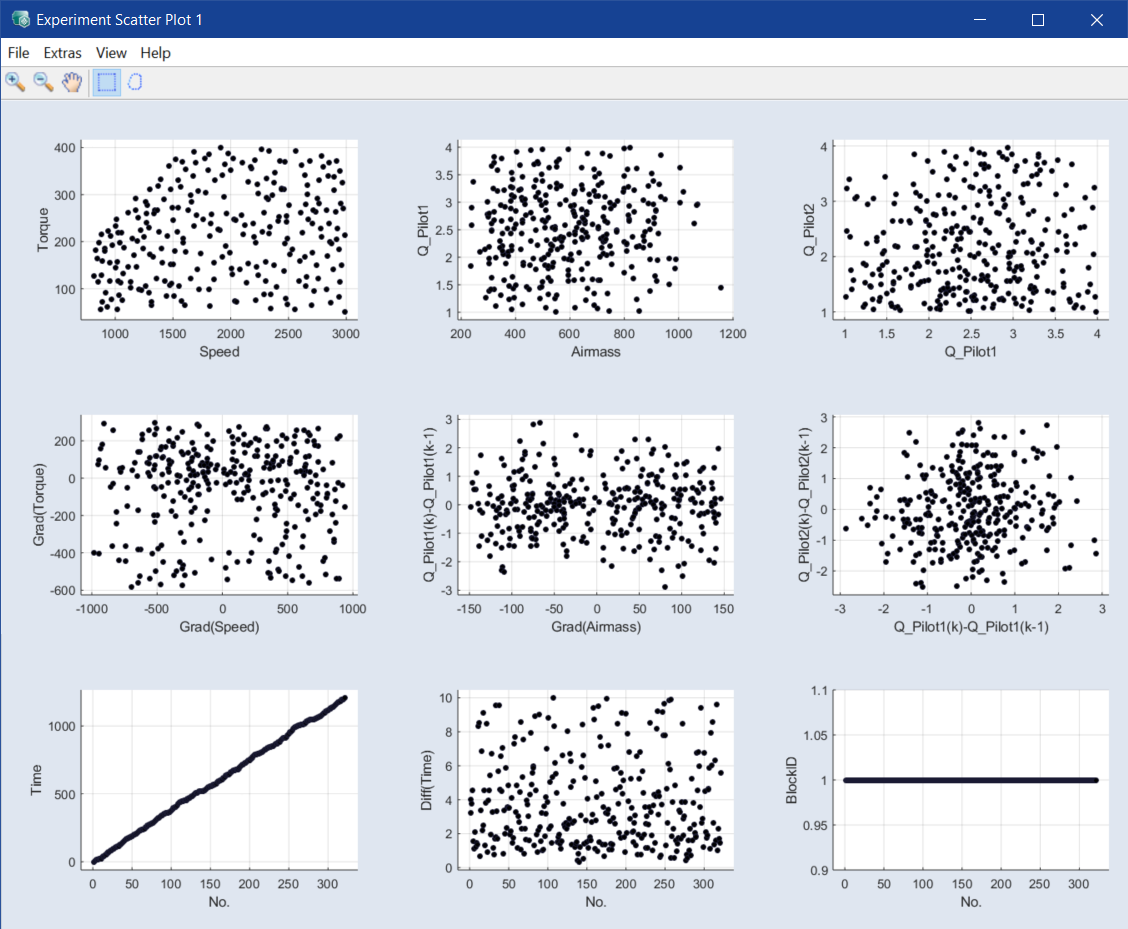 Experiment Scatter Plot 1
File Extras View Help
Torque
400
300
200
100
1000 1500 2000 2500 3000
Speed
Q_Pilot1
4
3.5
3
2.5
2
1.5
1
200 400 600 800 1000 1200
Airmass
Q_Pilot2
4
3
2
1
1 1.5 2 2.5 3 3.5 4
Q_Pilot1
Grad(Torque)
200
0
-200
-400
-600
-1000 -500 0 500 1000
Grad(Speed)
Q_Pilot1(k)-Q_Pilot1(k-1)
3
2
1
0
-1
-2
-3
-150 -100 -50 0 50 100 150
Grad(Airmass)
Q_Pilot2(k)-Q_Pilot2(k-1)
3
2
1
0
-1
-2
-3 -2 -1 0 1 2 3
Q_Pilot1(k)-Q_Pilot1(k-1)
Time
1000
500
0
0 50 100 150 200 250 300
No.
Diff(Time)
10
8
6
4
2
0
0 50 100 150 200 250 300
No.
BlockID
1.1
1.05
1
0.95
0.9
0 50 100 150 200 250 300
No.